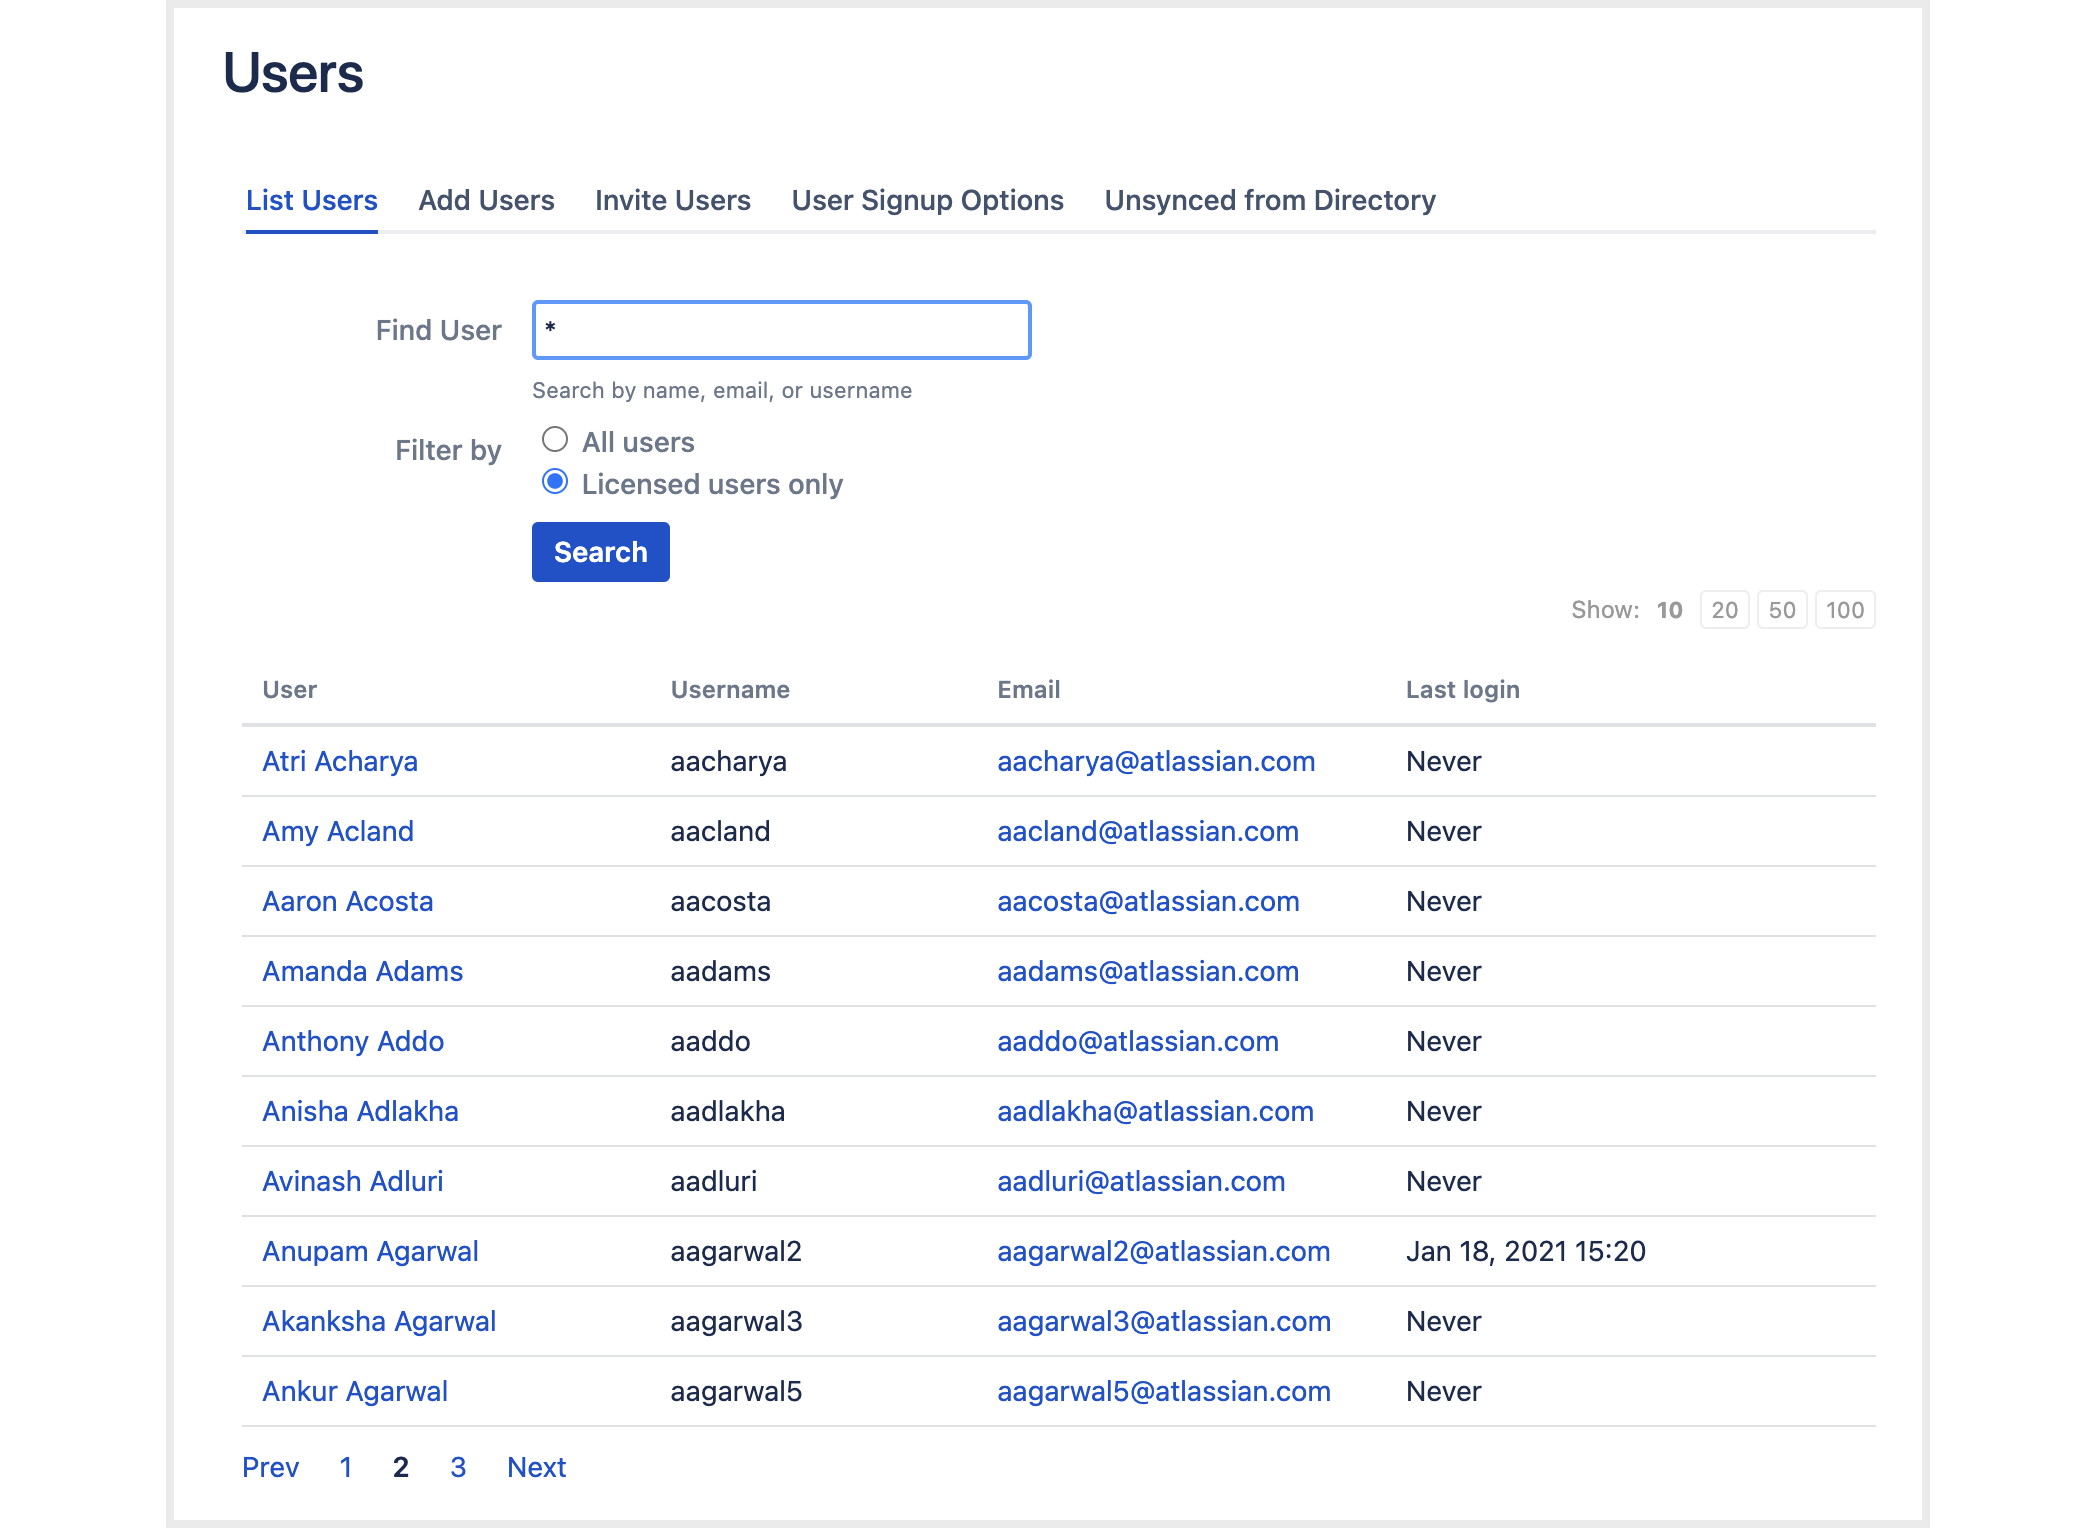 Users
List Users Add Users Invite Users User Signup Options Unsynced from Directory
Find User *
Search by name, email, or username
Filter by All users
Licensed users only
Search
Show: 10 20 50 100
User Username Email Last login
Atri Acharya aacharya aacharya@atlassian.com Never
Amy Acland aacland aacland@atlassian.com Never
Aaron Acosta aacosta aacosta@atlassian.com Never
Amanda Adams aadams aadams@atlassian.com Never
Anthony Addo aaddo aaddo@atlassian.com Never
Anisha Adlakha aadlakha aadlakha@atlassian.com Never
Avinash Adluri aadluri aadluri@atlassian.com Never
Anupam Agarwal aagarwal2 aagarwal2@atlassian.com Jan 18, 2021 15:20
Akanksha Agarwal aagarwal3 aagarwal3@atlassian.com Never
Ankur Agarwal aagarwal5 aagarwal5@atlassian.com Never
Prev 1 2 3 Next